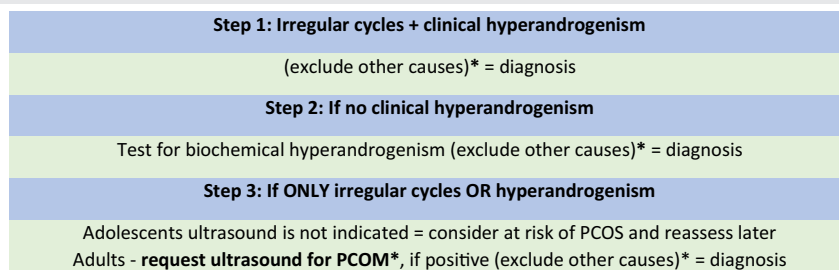 Step 1: Irregular cycles + clinical hyperandrogenism
(exclude other causes)* = diagnosis
Step 2: If no clinical hyperandrogenism
Test for biochemical hyperandrogenism (exclude other causes)* = diagnosis
Step 3: If ONLY irregular cycles OR hyperandrogenism
Adolescents ultrasound is not indicated = consider at risk of PCOS and reassess later
Adults - request ultrasound for PCOM*, if positive (exclude other causes)* = diagnosis